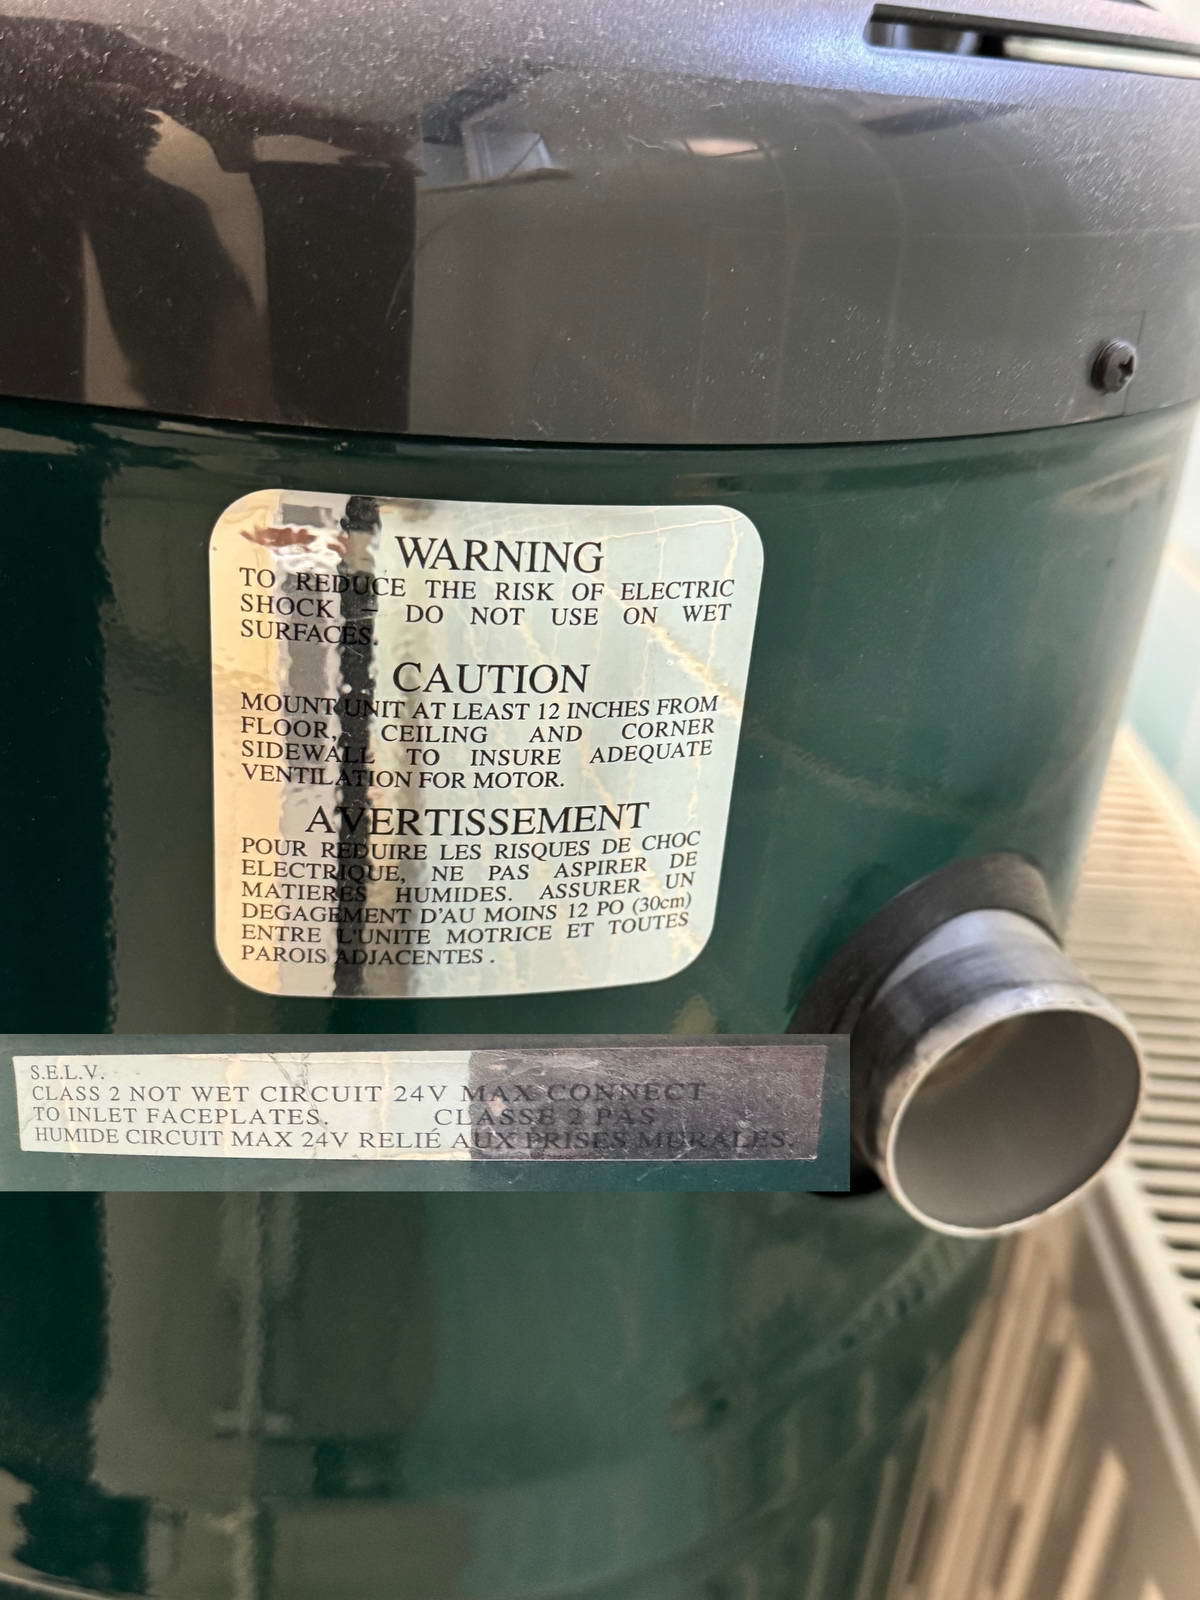 WARNING
TO REDUCE THE RISK OF ELECTRIC
SHOCK – DO NOT USE ON WET
SURFACES.
CAUTION
MOUNT UNIT AT LEAST 12 INCHES FROM
FLOOR, CEILING AND CORNER
SIDEWALL TO INSURE ADEQUATE
VENTILATION FOR MOTOR.
AVERTISSEMENT
POUR REDUIRE LES RISQUES DE CHOC
ELECTRIQUE, NE PAS ASPIRER DE
MATIERES HUMIDES. ASSURER UN
DEGAGEMENT D'AU MOINS 12 PO (30cm)
ENTRE L'UNITE MOTRICE ET TOUTES
PAROIS ADJACENTES .
S.E.L.V.
CLASS 2 NOT WET CIRCUIT 24V MAX CONNECT
TO INLET FACEPLATES. CLASSE 2 PAS
HUMIDE CIRCUIT MAX 24V RELIÉ AUX PRISES MURALES.